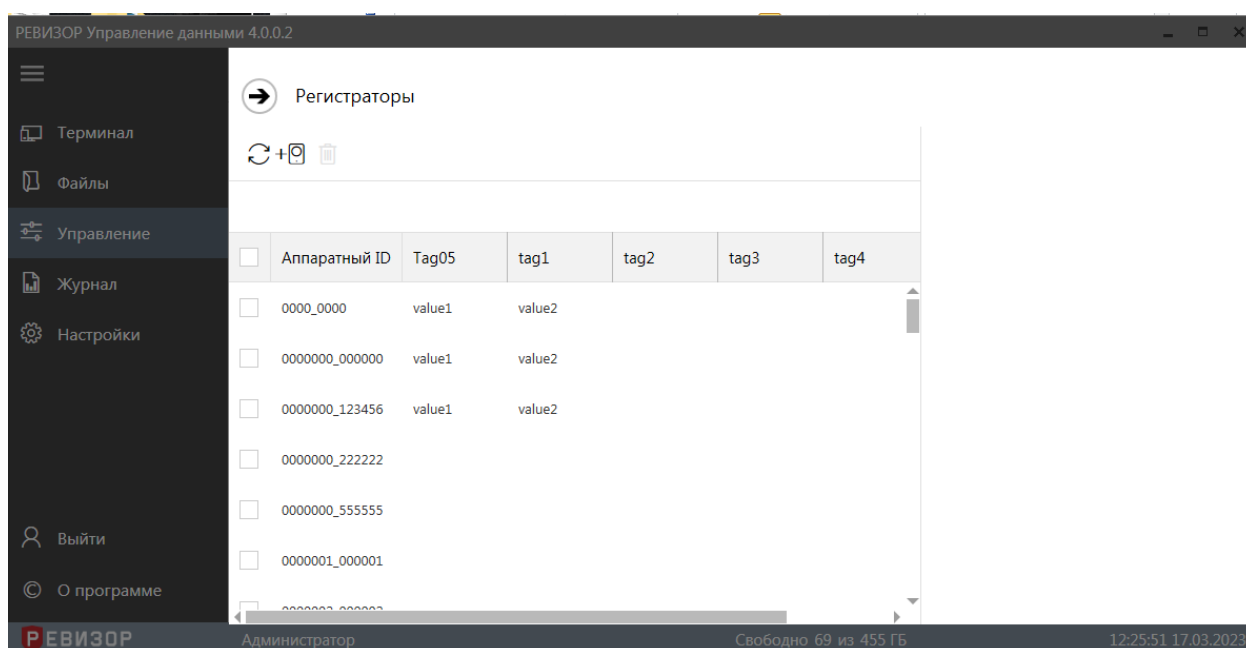 РЕВИЗОР Управление данными 4.0.0.2
Регистраторы
Терминал
Файлы
Управление
Журнал
Настройки
Аппаратный ID Tag05 tag1 tag2 tag3 tag4
0000_0000 value1 value2
0000000_000000 value1 value2
0000000_123456 value1 value2
0000000_222222
0000000_555555
0000001_000001
Выйти
О программе
РЕВИЗОР Администратор Свободно 69 из 455 ГБ 12:25:51 17.03.2023